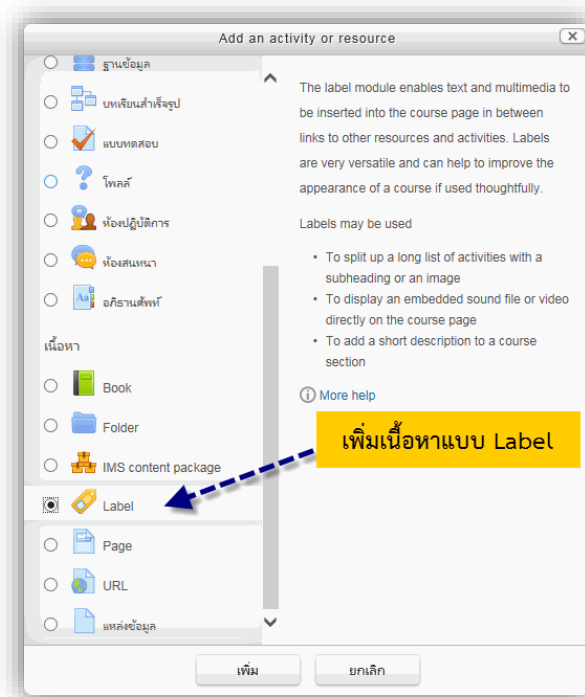 Add an activity or resource
ฐานข้อมูล
บทเรียนสำเร็จรูป
แบบทดสอบ
โพลล์
ห้องปฏิบัติการ
ห้องสนทนา
อภิธานศัพท์
เนื้อหา
Book
Folder
IMS content package
Label
Page
URL
แหล่งข้อมูล
The label module enables text and multimedia to
be inserted into the course page in between
links to other resources and activities. Labels
are very versatile and can help to improve the
appearance of a course if used thoughtfully.
Labels may be used
• To split up a long list of activities with a
subheading or an image
• To display an embedded sound file or video
directly on the course page
• To add a short description to a course
section
More help
เพิ่มเนื้อหาแบบ Label
เพิ่ม
ยกเลิก